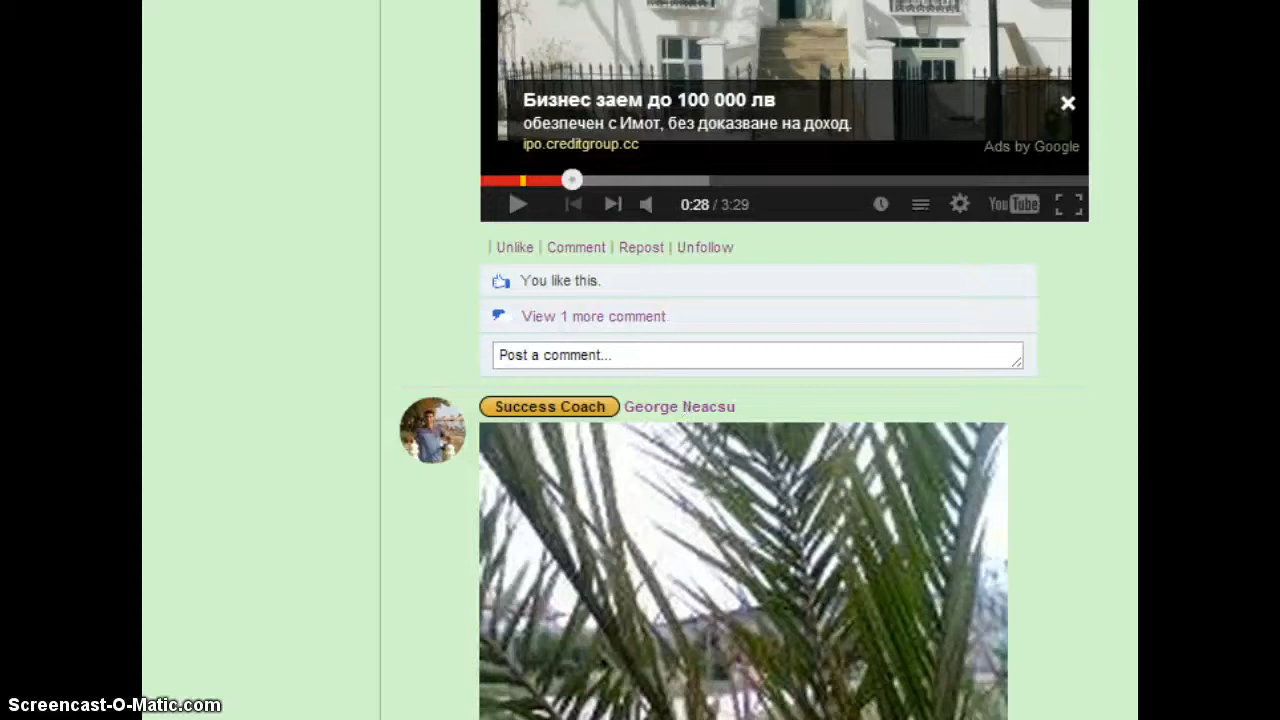 Бизнес заем до 100 000 лв
обезпечен с Имот, без доказване на доход.
ipo.creditgroup.cc
Ads by Google
0:28 / 3:29
YouTube
| Unlike | Comment | Repost | Unfollow
You like this.
View 1 more comment
Post a comment...
Success Coach George Neacsu
Screencast-O-Matic.com